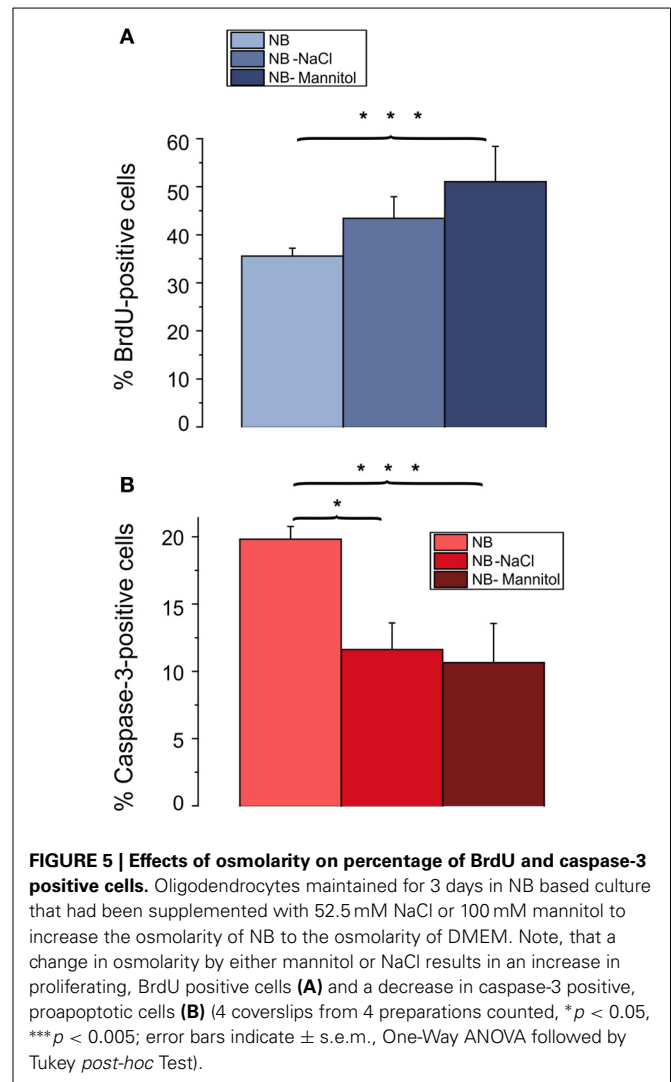 A
NB
NB -NaCl
NB- Mannitol
* * *
60
50
40
30
20
10
0
% BrdU-positive cells
B
* * *
*
20
15
10
5
0
% Caspase-3-positive cells
NB
NB -NaCl
NB- Mannitol
FIGURE 5 | Effects of osmolarity on percentage of BrdU and caspase-3
positive cells. Oligodendrocytes maintained for 3 days in NB based culture
that had been supplemented with 52.5 mM NaCl or 100 mM mannitol to
increase the osmolarity of NB to the osmolarity of DMEM. Note, that a
change in osmolarity by either mannitol or NaCl results in an increase in
proliferating, BrdU positive cells (A) and a decrease in caspase-3 positive,
proapoptotic cells (B) (4 coverslips from 4 preparations counted, *p < 0.05,
***p < 0.005; error bars indicate ± s.e.m., One-Way ANOVA followed by
Tukey post-hoc Test).